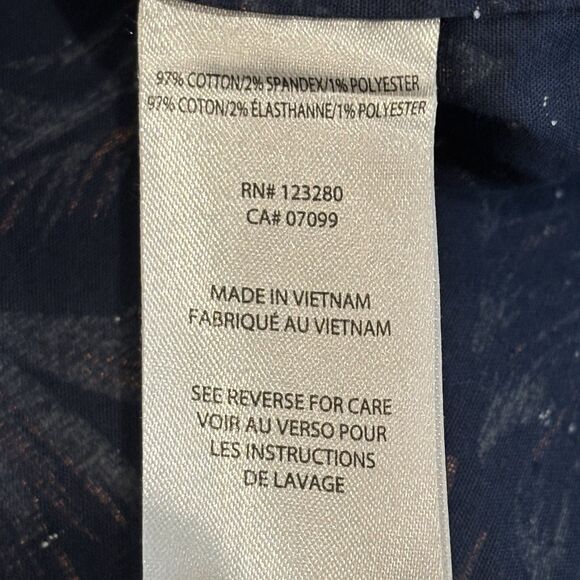 97% COTTON/2% SPANDEX/1% POLYESTER
97% COTON/2% ÉLASTHANNE/1% POLYESTER
RN# 123280
CA# 07099
MADE IN VIETNAM
FABRIQUÉ AU VIETNAM
SEE REVERSE FOR CARE
VOIR AU VERSO POUR
LES INSTRUCTIONS
DE LAVAGE